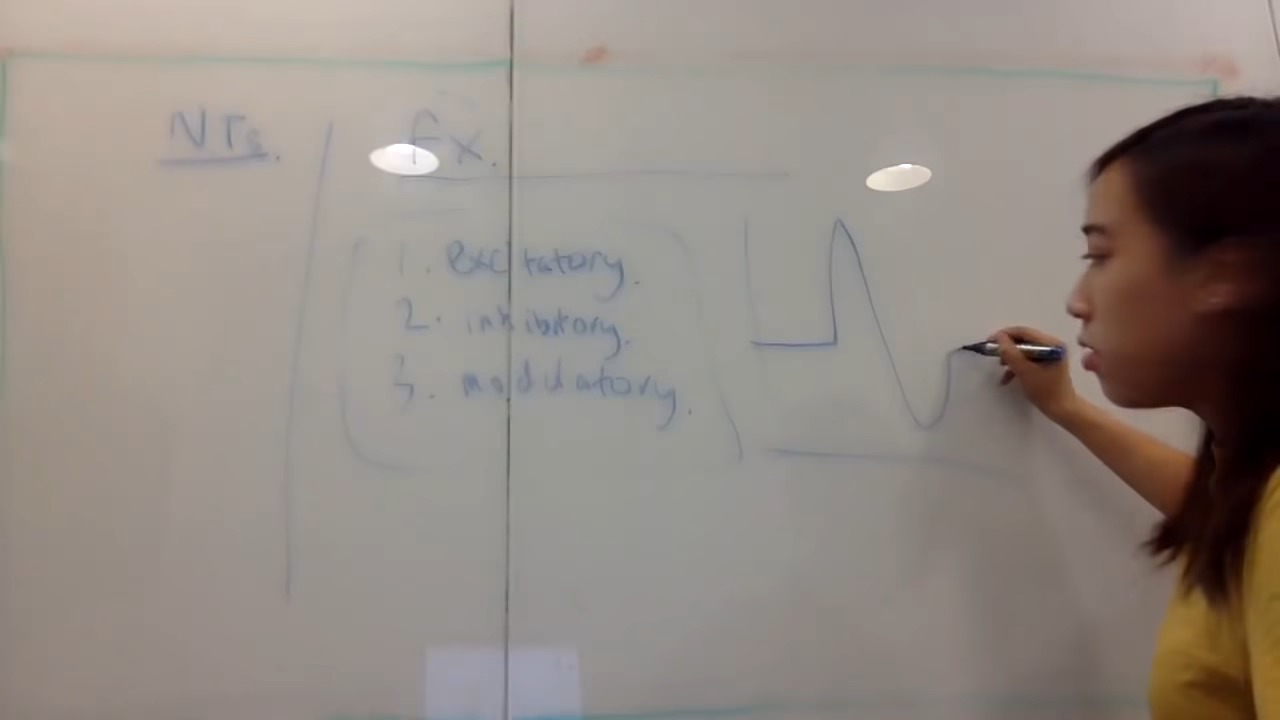 NTs.
fx.
1. excitatory.
2. inhibitory.
3. modulatory.